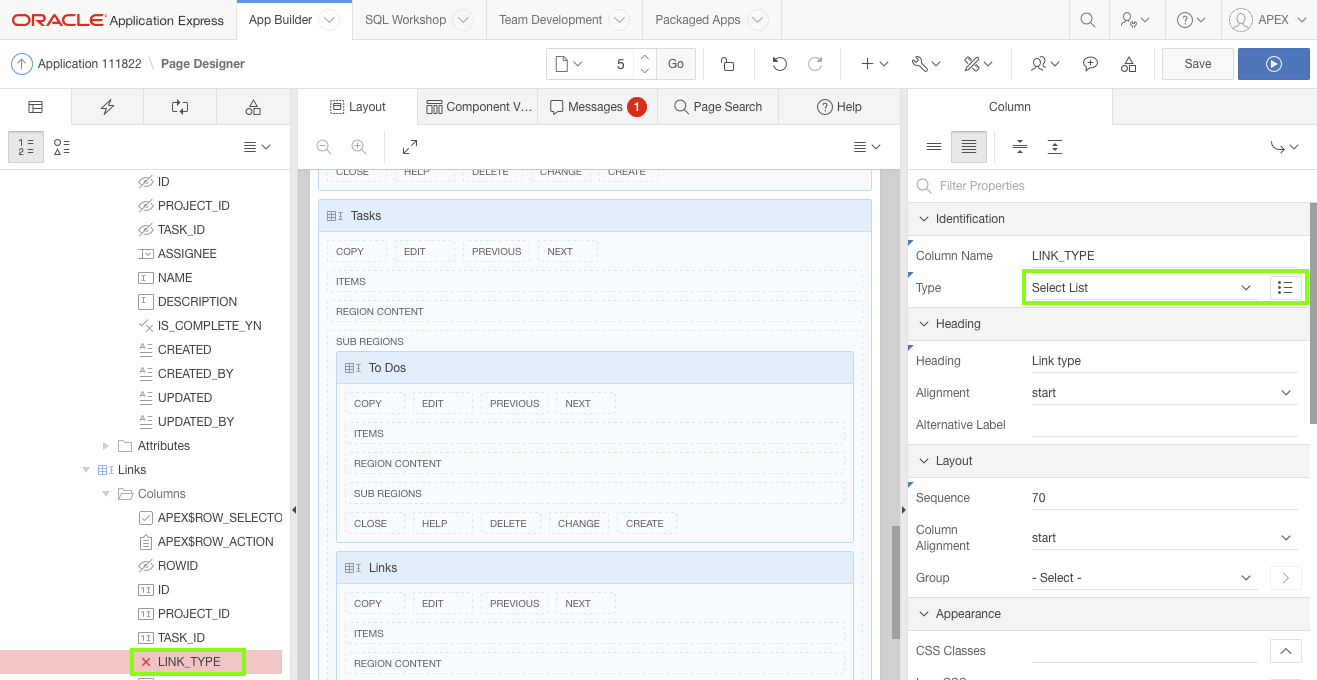 ORACLE Application Express
App Builder
SQL Workshop
Team Development
Packaged Apps
APEX
Application 111822 \ Page Designer
5
Go
Save
Layout
Component V...
Messages 1
Page Search
Help
Column
ID
PROJECT_ID
TASK_ID
ASSIGNEE
NAME
DESCRIPTION
IS_COMPLETE_YN
CREATED
CREATED_BY
UPDATED
UPDATED_BY
Attributes
Links
Columns
APEX$ROW_SELECTO
APEX$ROW_ACTION
ROWID
ID
PROJECT_ID
TASK_ID
LINK_TYPE
CLOSE HELP DELETE CHANGE CREATE
Tasks
COPY EDIT PREVIOUS NEXT
ITEMS
REGION CONTENT
SUB REGIONS
To Dos
COPY EDIT PREVIOUS NEXT
ITEMS
REGION CONTENT
SUB REGIONS
CLOSE HELP DELETE CHANGE CREATE
Links
COPY EDIT PREVIOUS NEXT
ITEMS
REGION CONTENT
Filter Properties
Identification
Column Name LINK_TYPE
Type Select List
Heading
Heading Link type
Alignment start
Alternative Label
Layout
Sequence 70
Column
Alignment start
Group - Select -
Appearance
CSS Classes